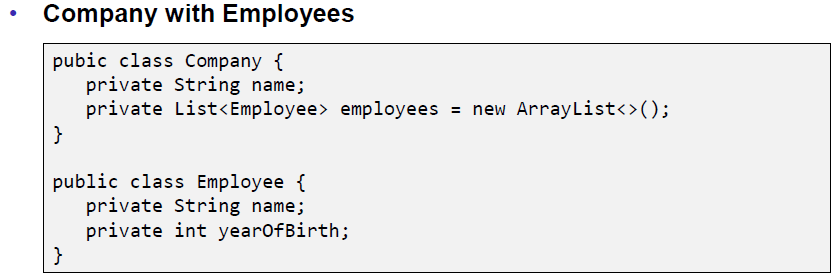 • Company with Employees
pubic class Company {
private String name;
private List<Employee> employees = new ArrayList<>();
}
public class Employee {
private String name;
private int yearOfBirth;
}